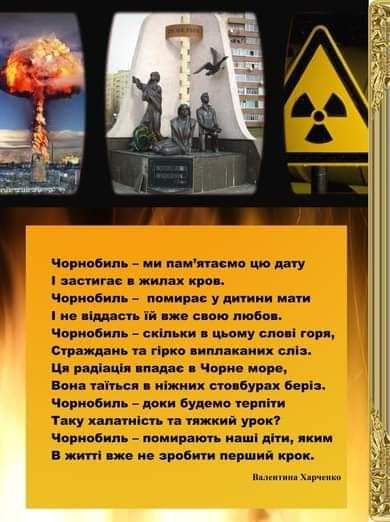 Чорнобиль – ми пам’ятаємо цю дату
І застигає в жилах кров.
Чорнобиль – помирає у дитини мати
І не віддасть їй вже свою любов.
Чорнобиль – скільки в цьому слові горя,
Страждань та гірко виплаканих сліз.
Ця радіація впадає в Чорне море,
Вона таїться в ніжних стовбурах беріз.
Чорнобиль – доки будемо терпіти
Таку халатність та тяжкий урок?
Чорнобиль – помирають наші діти, яким
В житті вже не зробити перший крок.
Валентина Харченко